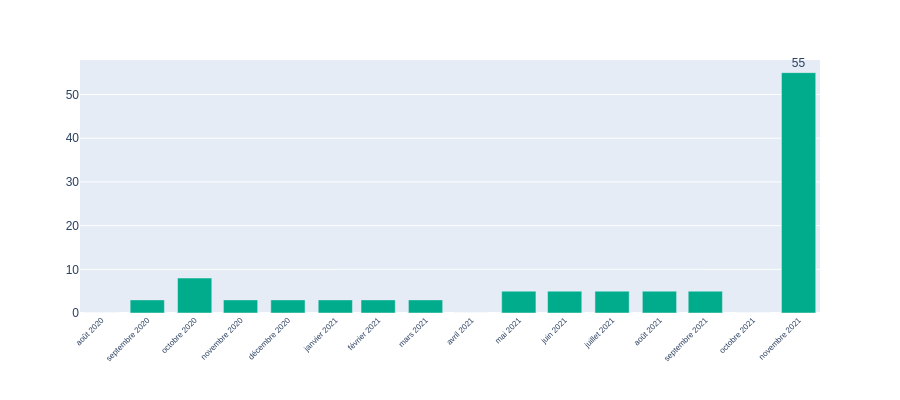 55
50
40
30
20
10
0
août 2020
septembre 2020
octobre 2020
novembre 2020
décembre 2020
janvier 2021
février 2021
mars 2021
avril 2021
mai 2021
juin 2021
juillet 2021
août 2021
septembre 2021
octobre 2021
novembre 2021